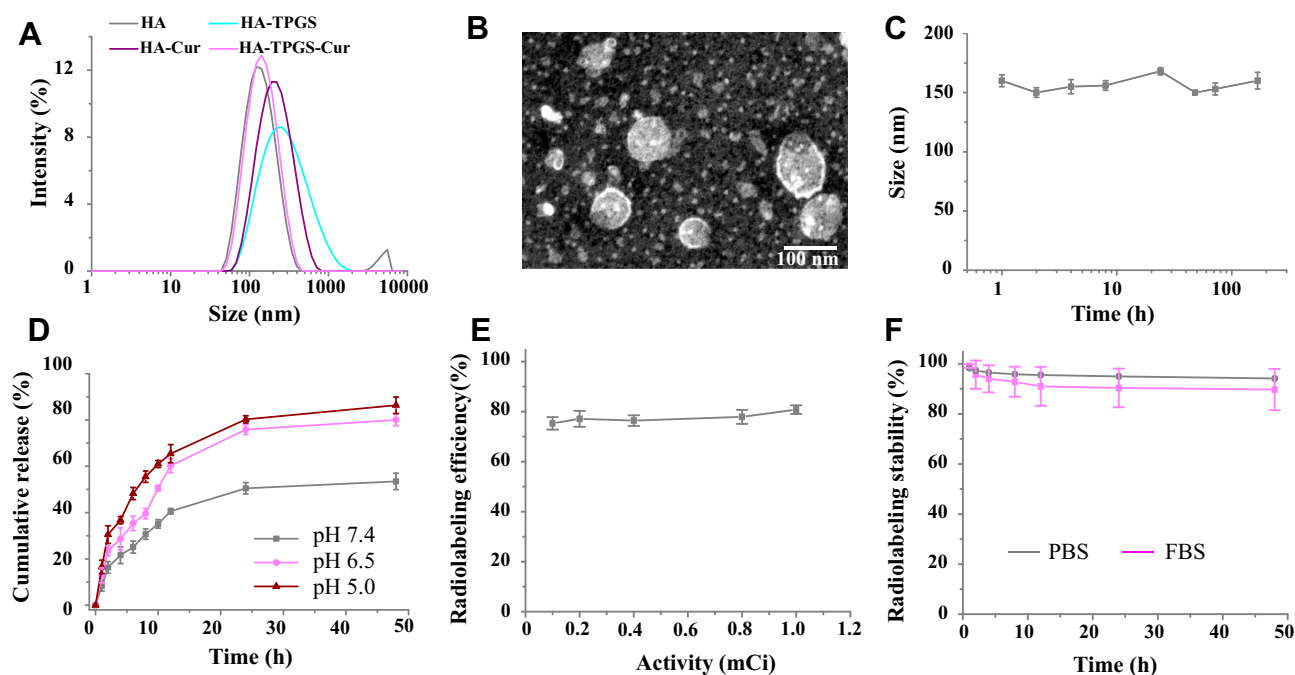 A
HA
HA-TPGS
HA-Cur
HA-TPGS-Cur
Intensity (%)
12
8
4
0
1
10
100
1000
10000
Size (nm)
B
100 nm
C
Size (nm)
200
150
100
50
0
1
10
100
Time (h)
D
Cumulative release (%)
100
80
60
40
20
0
pH 7.4
pH 6.5
pH 5.0
0
10
20
30
40
50
Time (h)
E
Radiolabeling efficiency(%)
100
80
60
40
20
0
0.2
0.4
0.6
0.8
1.0
1.2
Activity (mCi)
F
Radiolabeling stability (%)
100
80
60
40
20
0
PBS
FBS
0
10
20
30
40
50
Time (h)